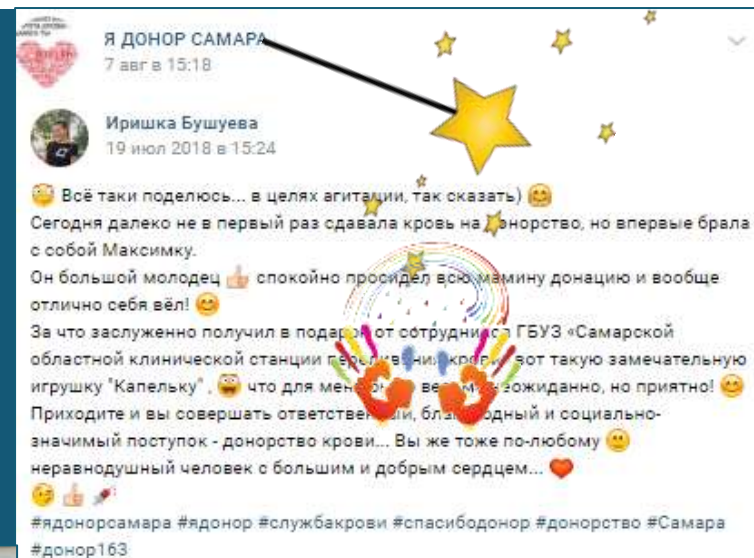 Я ДОНОР САМАРА
7 авг в 15:18
Иришка Бушуева
19 июл 2018 в 15:24
Всё таки поделюсь... в целях агитации, так сказать)
Сегодня далеко не в первый раз сдавала кровь на донорство, но впервые брала
с собой Максимку.
Он большой молодец спокойно просидел всю мамину донацию и вообще
отлично себя вёл!
За что заслуженно получил в подарок от сотрудников ГБУЗ «Самарской
областной клинической станции переливания крови» вот такую замечательную
игрушку "Капельку", что для меня было весьма неожиданно, но приятно!
Приходите и вы совершать ответственный, благородный и социально-
значимый поступок - донорство крови... Вы же тоже по-любому
неравнодушный человек с большим и добрым сердцем...
#ядонорсамара #ядонор #службакрови #спасибодонор #донорство #Самара
#донор163